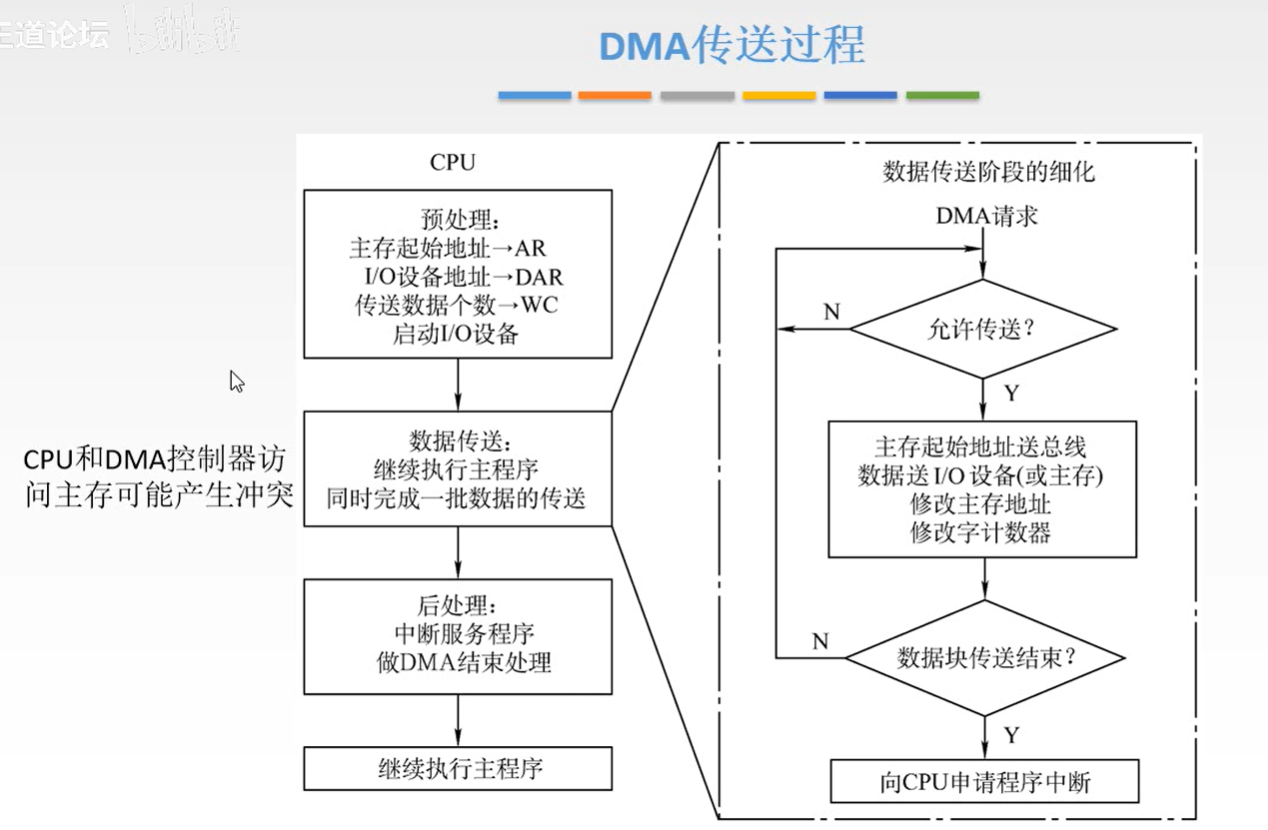 王道论坛 bilibili
DMA传送过程
CPU
预处理：
主存起始地址→AR
I/O设备地址→DAR
传送数据个数→WC
启动I/O设备
数据传送：
继续执行主程序
同时完成一批数据的传送
后处理：
中断服务程序
做DMA结束处理
继续执行主程序
CPU和DMA控制器访
问主存可能产生冲突
数据传送阶段的细化
DMA请求
允许传送？
N
Y
主存起始地址送总线
数据送I/O设备(或主存)
修改主存地址
修改字计数器
数据块传送结束？
N
Y
向CPU申请程序中断